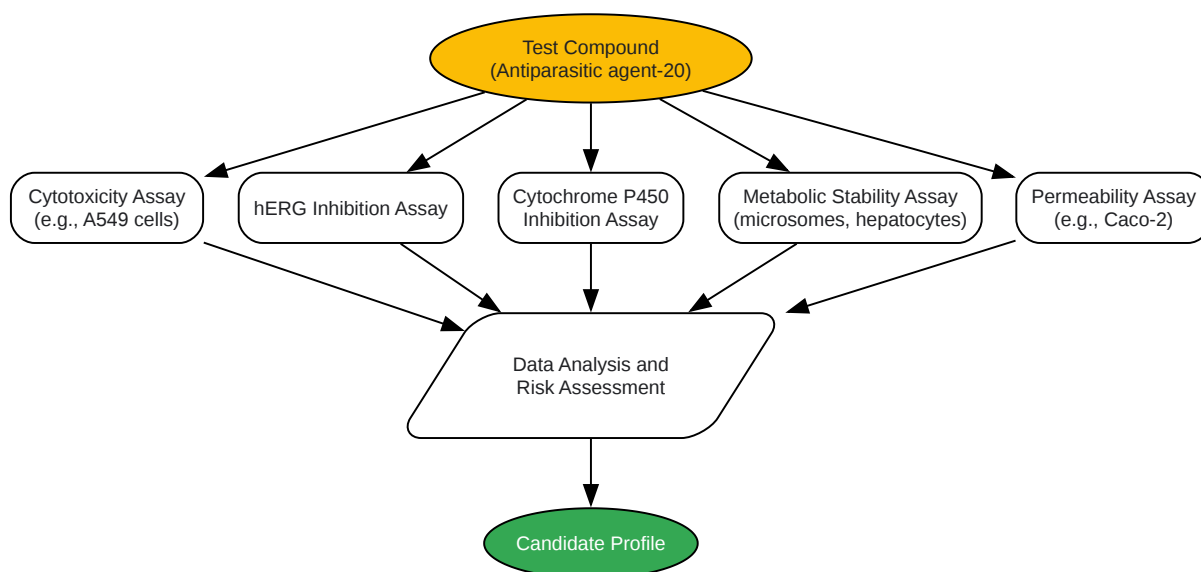 Test Compound
(Antiparasitic agent-20)
Cytotoxicity Assay
(e.g., A549 cells)
hERG Inhibition Assay
Cytochrome P450
Inhibition Assay
Metabolic Stability Assay
(microsomes, hepatocytes)
Permeability Assay
(e.g., Caco-2)
Data Analysis and
Risk Assessment
Candidate Profile